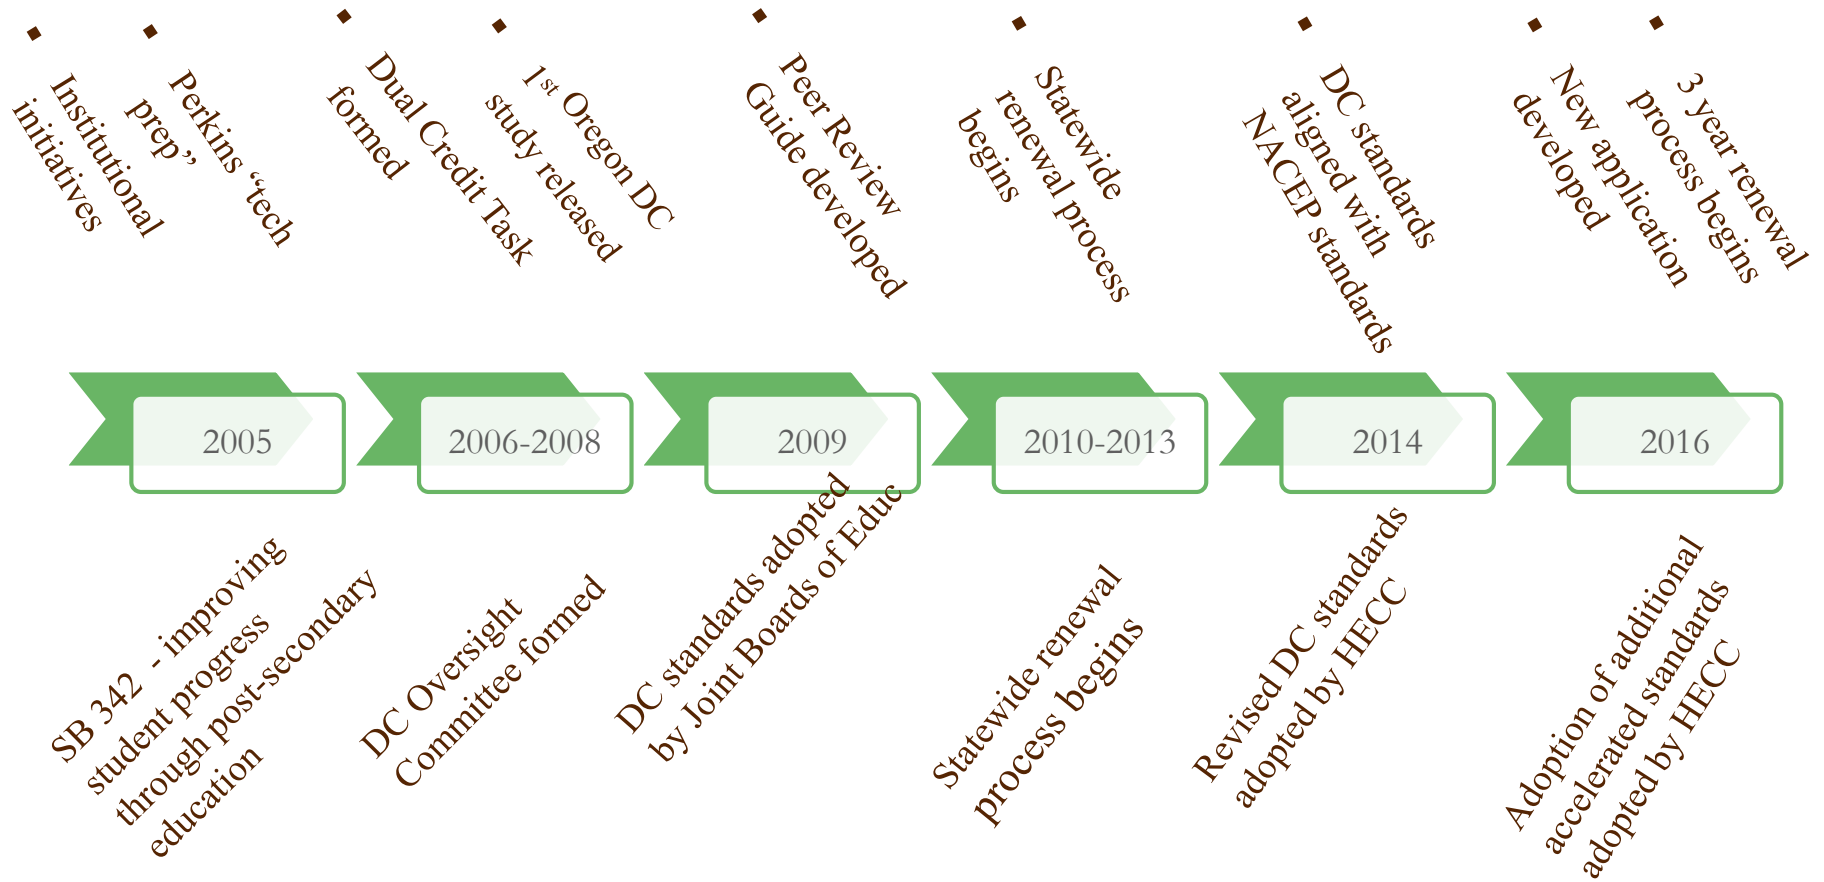 ▪ Institutional
initiatives
▪ Perkins “tech
prep”
▪ Dual Credit Task
formed
▪ 1st Oregon DC
study released
▪ Peer Review
Guide developed
▪ Statewide
renewal process
begins
▪ DC standards
aligned with
NACEP standards
▪ New application
developed
▪ 3 year renewal
process begins
2005
2006-2008
2009
2010-2013
2014
2016
SB 342 - improving
student progress
through post-secondary
education
DC Oversight
Committee formed
DC standards adopted
by Joint Boards of Educ
Statewide renewal
process begins
Revised DC standards
adopted by HECC
Adoption of additional
accelerated standards
adopted by HECC